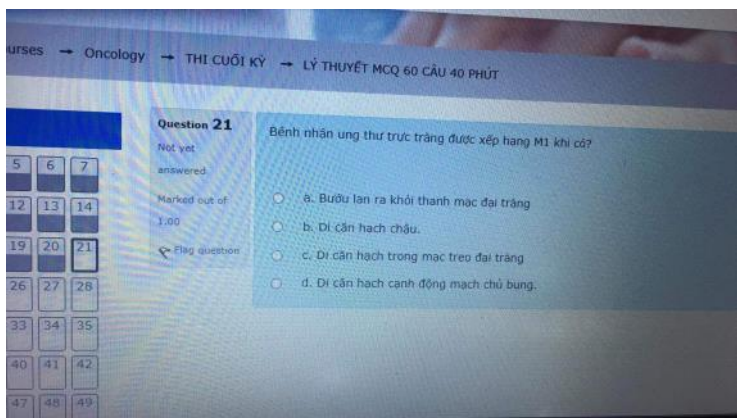 urses → Oncology → THI CUỐI KỲ → LÝ THUYẾT MCQ 60 CÂU 40 PHÚT
Question 21
Not yet
answered
Marked out of
1.00
Flag question
Bệnh nhân ung thư trực tràng được xếp hạng M1 khi có?
a. Bướu lan ra khỏi thanh mạc đại tràng
b. Di căn hạch chậu.
c. Di căn hạch trong mạc treo đại tràng
d. Di căn hạch cạnh động mạch chủ bụng.
5 6 7
12 13 14
19 20 21
26 27 28
33 34 35
40 41 42
47 48 49